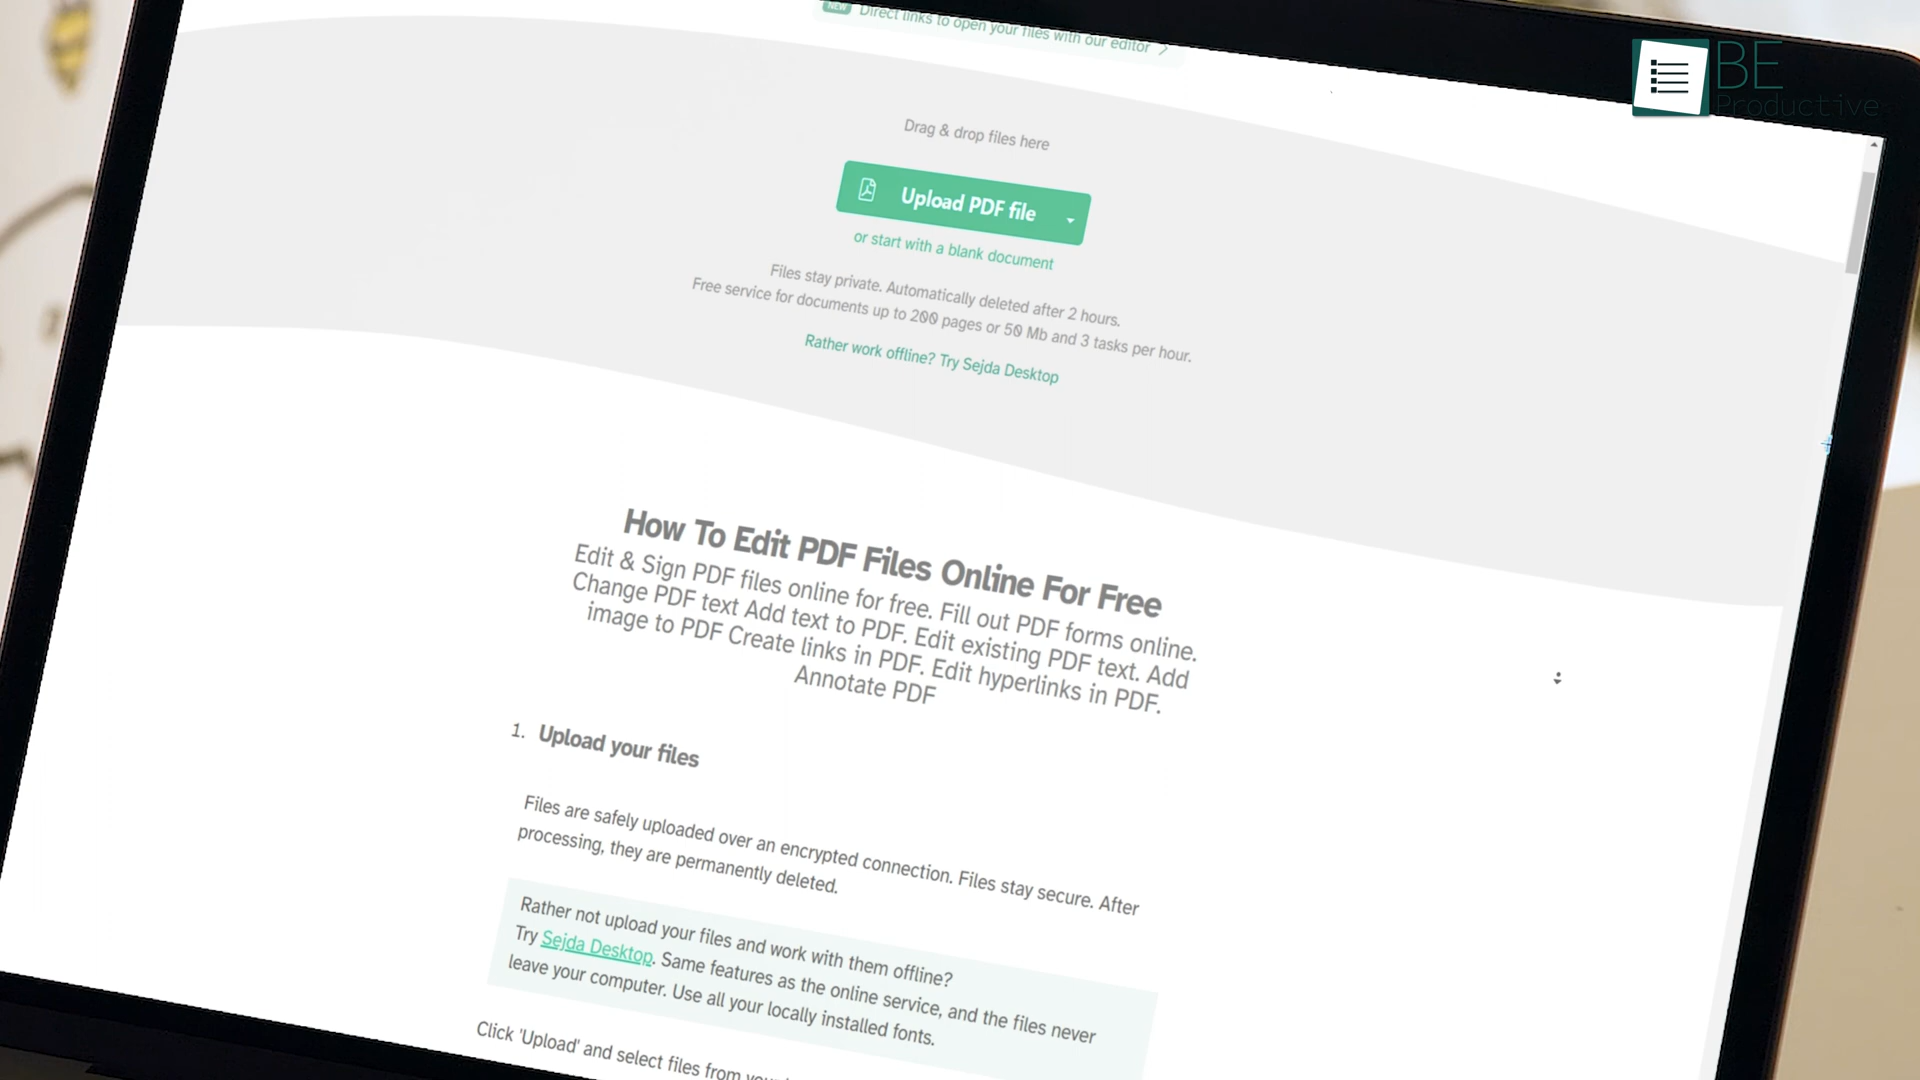 NEW Direct links to open your files with our editor
BE
Productive
Drag & drop files here
Upload PDF file
or start with a blank document
Files stay private. Automatically deleted after 2 hours.
Free service for documents up to 200 pages or 50 Mb and 3 tasks per hour.
Rather work offline? Try Sejda Desktop
How To Edit PDF Files Online For Free
Edit & Sign PDF files online for free. Fill out PDF forms online.
Change PDF text Add text to PDF. Edit existing PDF text. Add
image to PDF Create links in PDF. Edit hyperlinks in PDF.
Annotate PDF
1. Upload your files
Files are safely uploaded over an encrypted connection. Files stay secure. After
processing, they are permanently deleted.
Rather not upload your files and work with them offline?
Try Sejda Desktop. Same features as the online service, and the files never
leave your computer. Use all your locally installed fonts.
Click 'Upload' and select files from